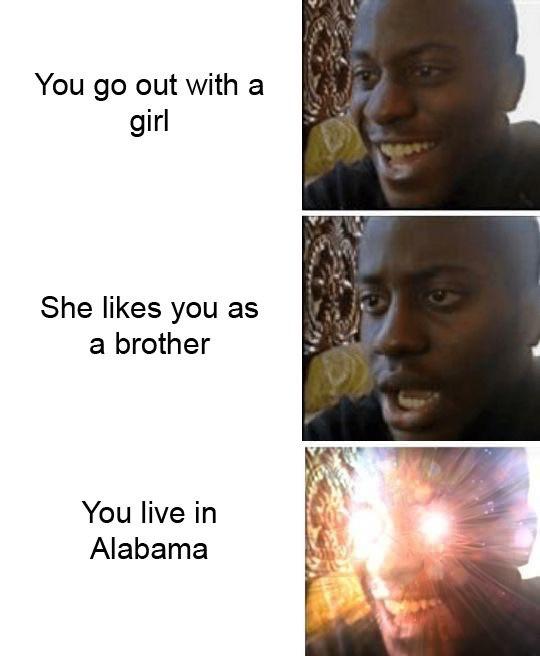 You go out with a
girl
She likes you as
a brother
You live in
Alabama